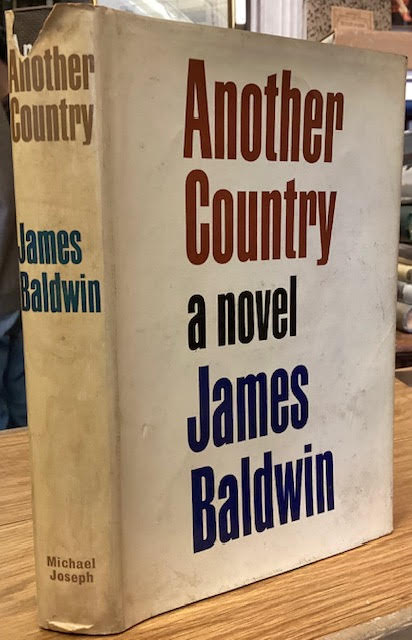 Another
Country
James
Baldwin
Michael
Joseph
Another
Country
a novel
James
Baldwin